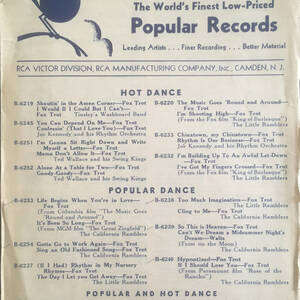 The World's Finest Low-Priced
Popular Records
Leading Artists . . . Finer Recording . . . Better Material
RCA VICTOR DIVISION, RCA MANUFACTURING COMPANY, Inc., CAMDEN, N. J.
HOT DANCE
B-6219 Shoutin' in the Amen Corner—Fox Trot
I Would If I Could But I Can't—
Fox Trot Tinsley's Washboard Band
B-6245 You Can Depend On Me—Fox Trot
Confessin' (That I Love You)—Fox Trot
Joe Kennedy and his Rhythm Orchestra
B-6251 I'm Gonna Sit Right Down and Write
Myself a Letter—Fox Trot
Mama Don't Allow It—Fox Trot
Ted Wallace and his Swing Kings
B-6252 Alone At a Table for Two—Fox Trot
Goody-Goody—Fox Trot
Ted Wallace and his Swing Kings
B-6220 The Music Goes 'Round and Around—
Fox Trot
I'm Shooting High—Fox Trot
(From the Fox film "King of Burlesque")
The Little Ramblers
B-6233 Chinatown, my Chinatown—Fox Trot
Rhythm is Our Business—Fox Trot
Joe Kennedy and his Rhythm Orchestra
B-6232 I'm Building Up To An Awful Let-Down—
Fox Trot
I've Got My Fingers Crossed—Fox Trot
(From Fox film "King of Burlesque")
The Little Ramblers
POPULAR DANCE
Life Begins When You're in Love—
Fox Trot
(From Columbia film "The Music Goes
'Round and Around")
It's Been So Long—Fox Trot
(From MGM film "The Great Ziegfeld")
The California Ramblers
Gotta Go to Work Again—Fox Trot
Sing an Old Fashioned Song—Fox Trot
The California Ramblers
B-6227 (If I Had) Rhythm in My Nursery
Rhymes—Fox Trot
The Day I Let you Get Away—Fox Trot
The Little Ramblers
B-6238 Too Much Imagination—Fox Trot
Cling to Me—Fox Trot
The California Ramblers
So This is Heaven—Fox Trot
Can't We Dream a Midsummer Night's
Dream—Waltz
The California Ramblers
Hypnotized—Fox Trot
If I Should Love You—Fox Trot
(From Paramount film "Rose of the
Rancho")
The California Ramblers
POPULAR AND HOT DANCE